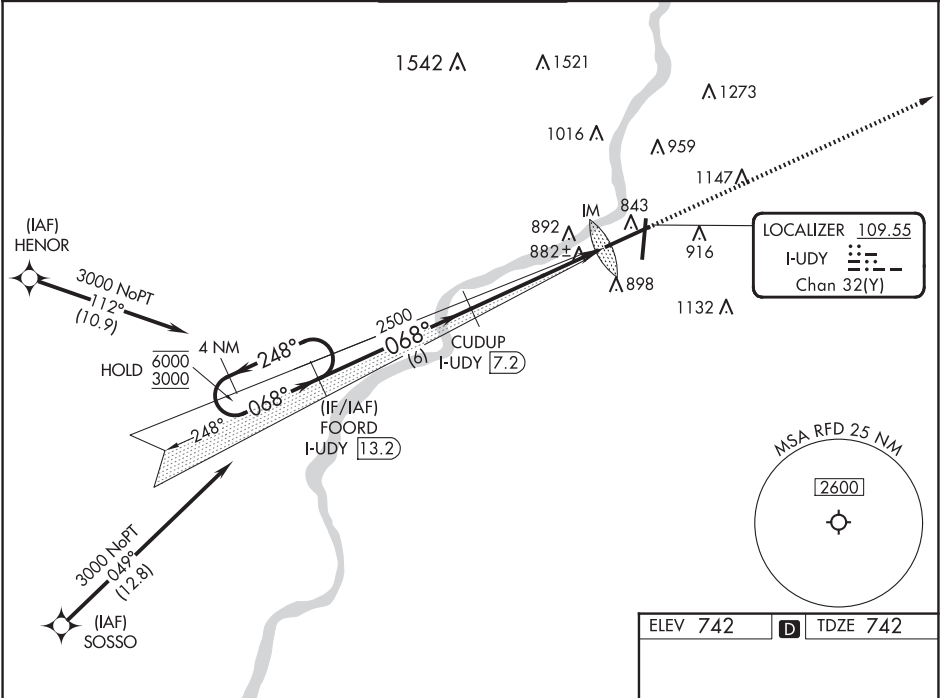 1542
1521
1273
1016
959
1147
IM
843
892
882±
916
898
1132
LOCALIZER 109.55
I-UDY
Chan 32(Y)
(IAF)
HENOR
3000 NoPT
112°
(10.9)
HOLD
6000
3000
4 NM
248°
068°
248°
2500
068°
(6)
CUDUP
I-UDY 7.2
(IF/IAF)
FOORD
I-UDY 13.2
3000 NoPT
049°
(12.8)
(IAF)
SOSSO
MSA RFD 25 NM
2600
ELEV 742 D TDZE 742